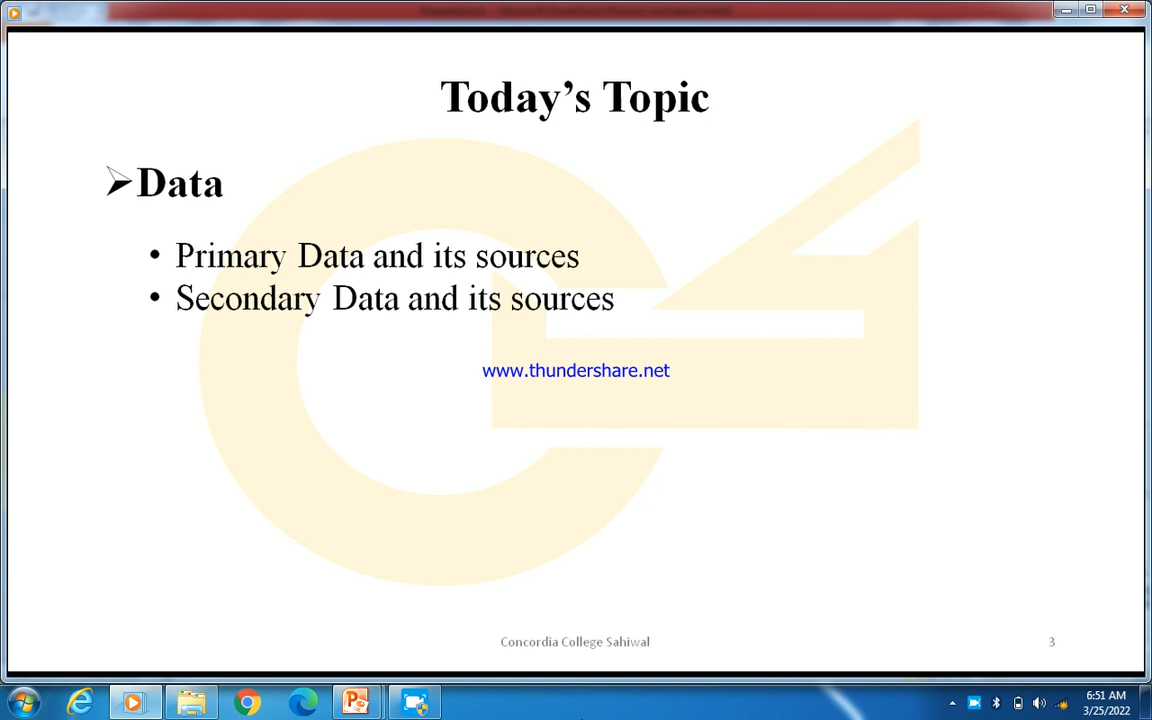 Today’s Topic
Data
• Primary Data and its sources
• Secondary Data and its sources
www.thundershare.net
Concordia College Sahiwal
3
6:51 AM
3/25/2022